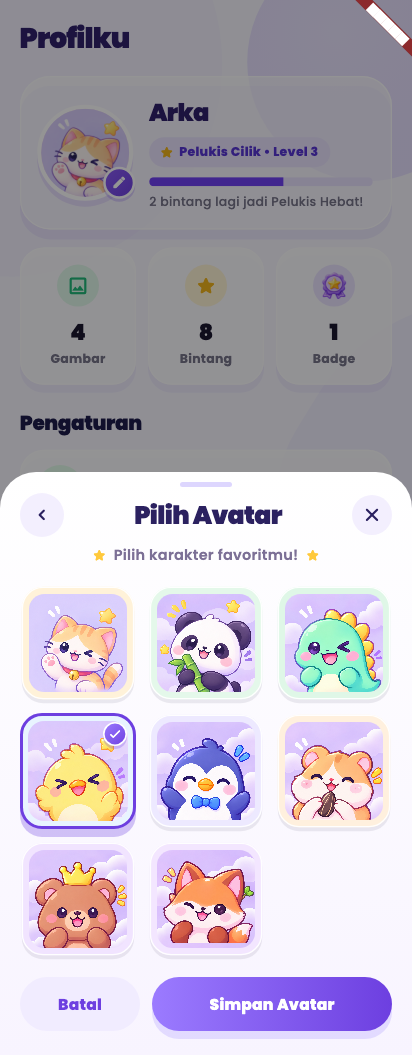 Profilku
Arka
Pelukis Cilik • Level 3
2 bintang lagi jadi Pelukis Hebat!
4
8
1
Gambar
Bintang
Badge
Pengaturan
Pilih Avatar
Pilih karakter favoritmu!
Batal
Simpan Avatar